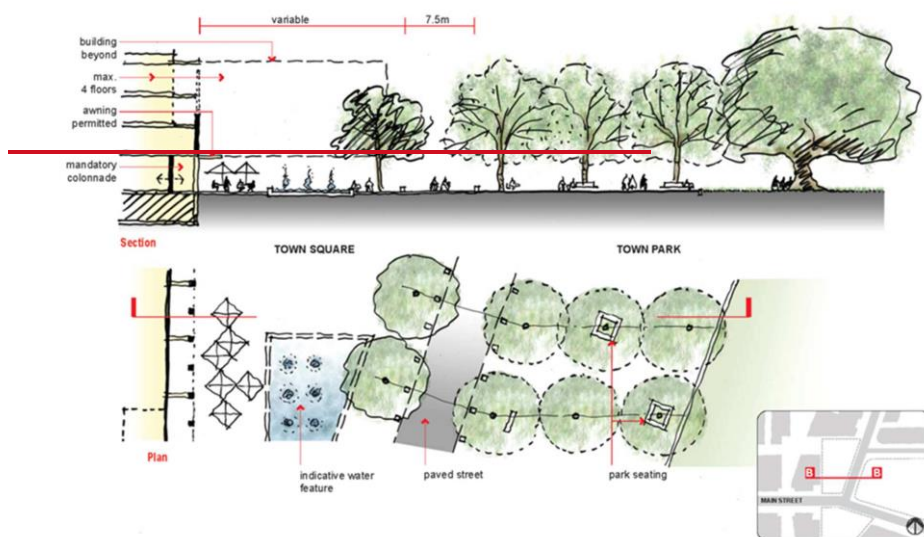 variable
7.5m
building
beyond
max.
4 floors
awning
permitted
mandatory
colonnade
Section
TOWN SQUARE
TOWN PARK
Plan
indicative water
feature
paved street
park seating
B
B
MAIN STREET